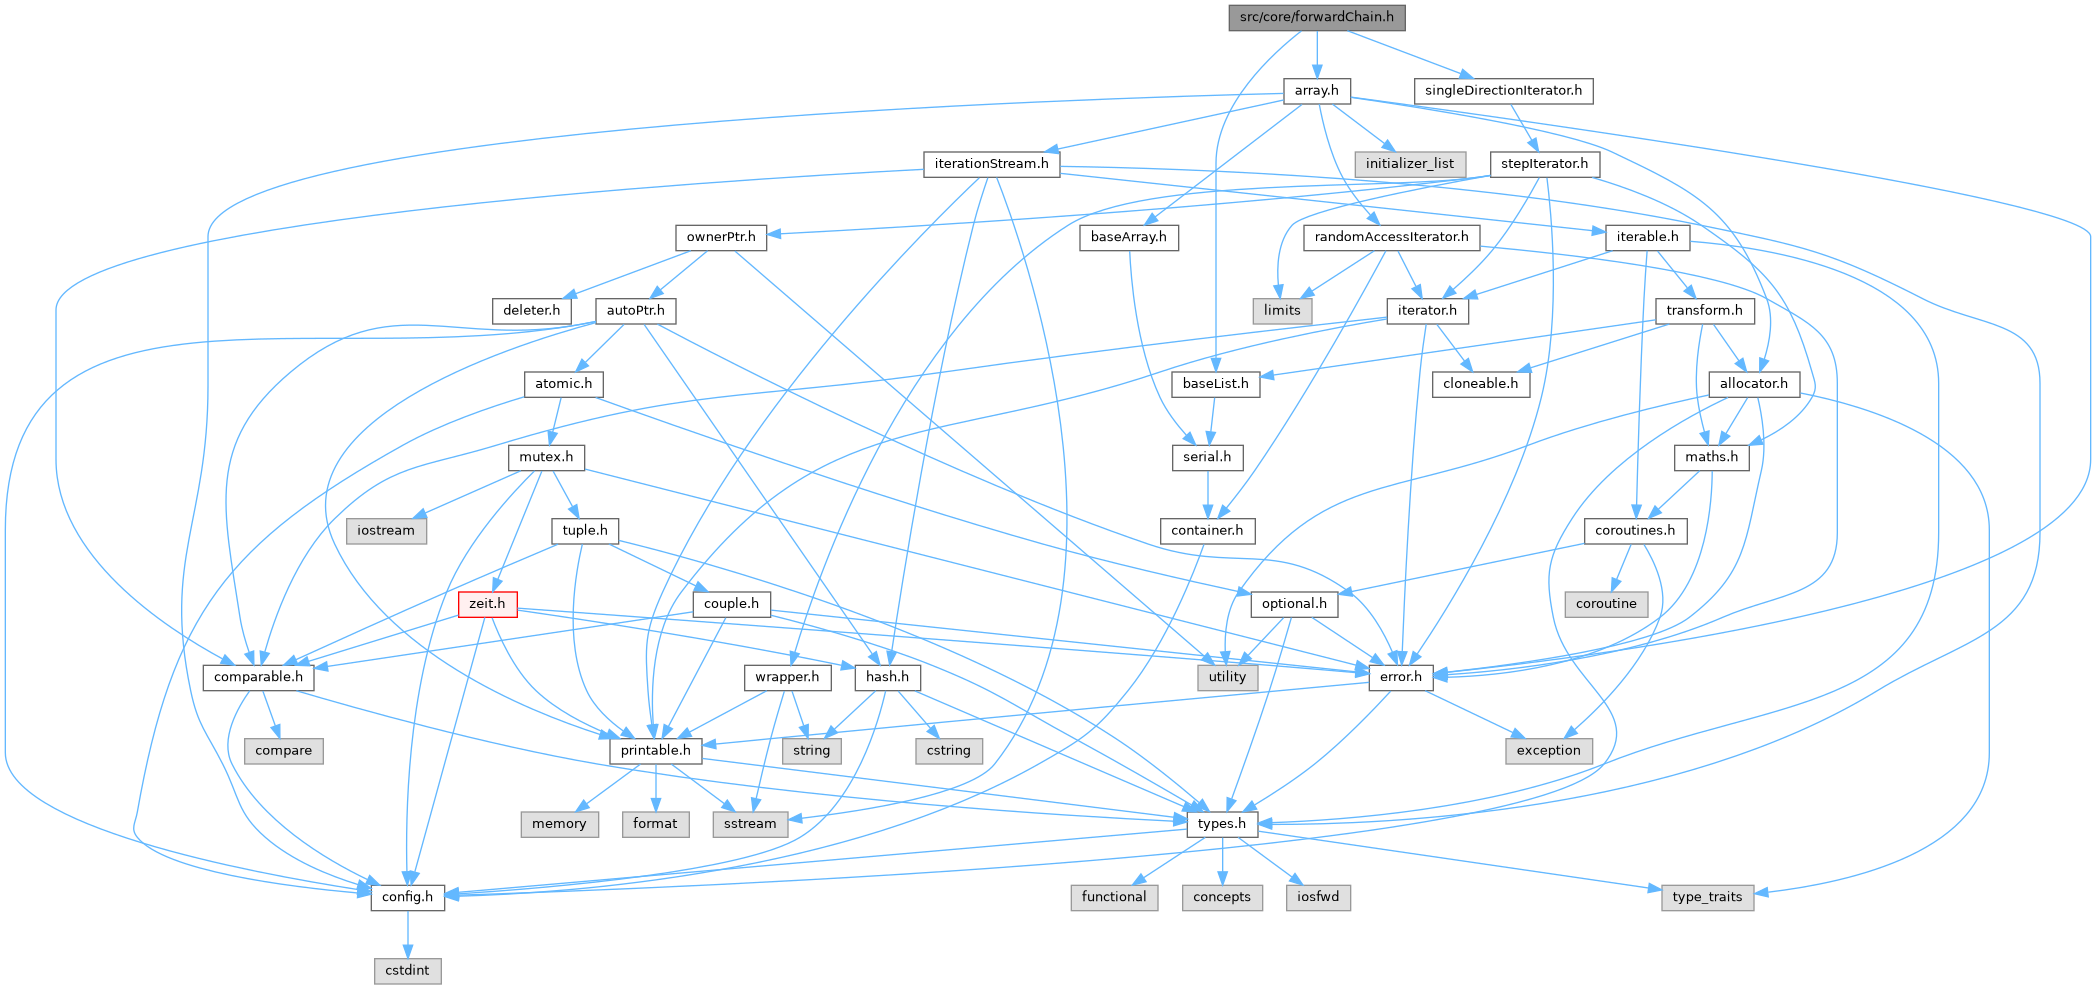 src/core/forwardChain.h
array.h
singleDirectionIterator.h
iterationStream.h
initializer_list
stepIterator.h
ownerPtr.h
baseArray.h
randomAccessIterator.h
iterable.h
deleter.h
autoPtr.h
limits
iterator.h
transform.h
atomic.h
baseList.h
cloneable.h
allocator.h
mutex.h
serial.h
maths.h
iostream
tuple.h
container.h
coroutines.h
zeit.h
couple.h
optional.h
coroutine
comparable.h
wrapper.h
hash.h
utility
error.h
compare
printable.h
string
cstring
exception
memory
format
sstream
types.h
config.h
functional
concepts
iosfwd
type_traits
cstdint